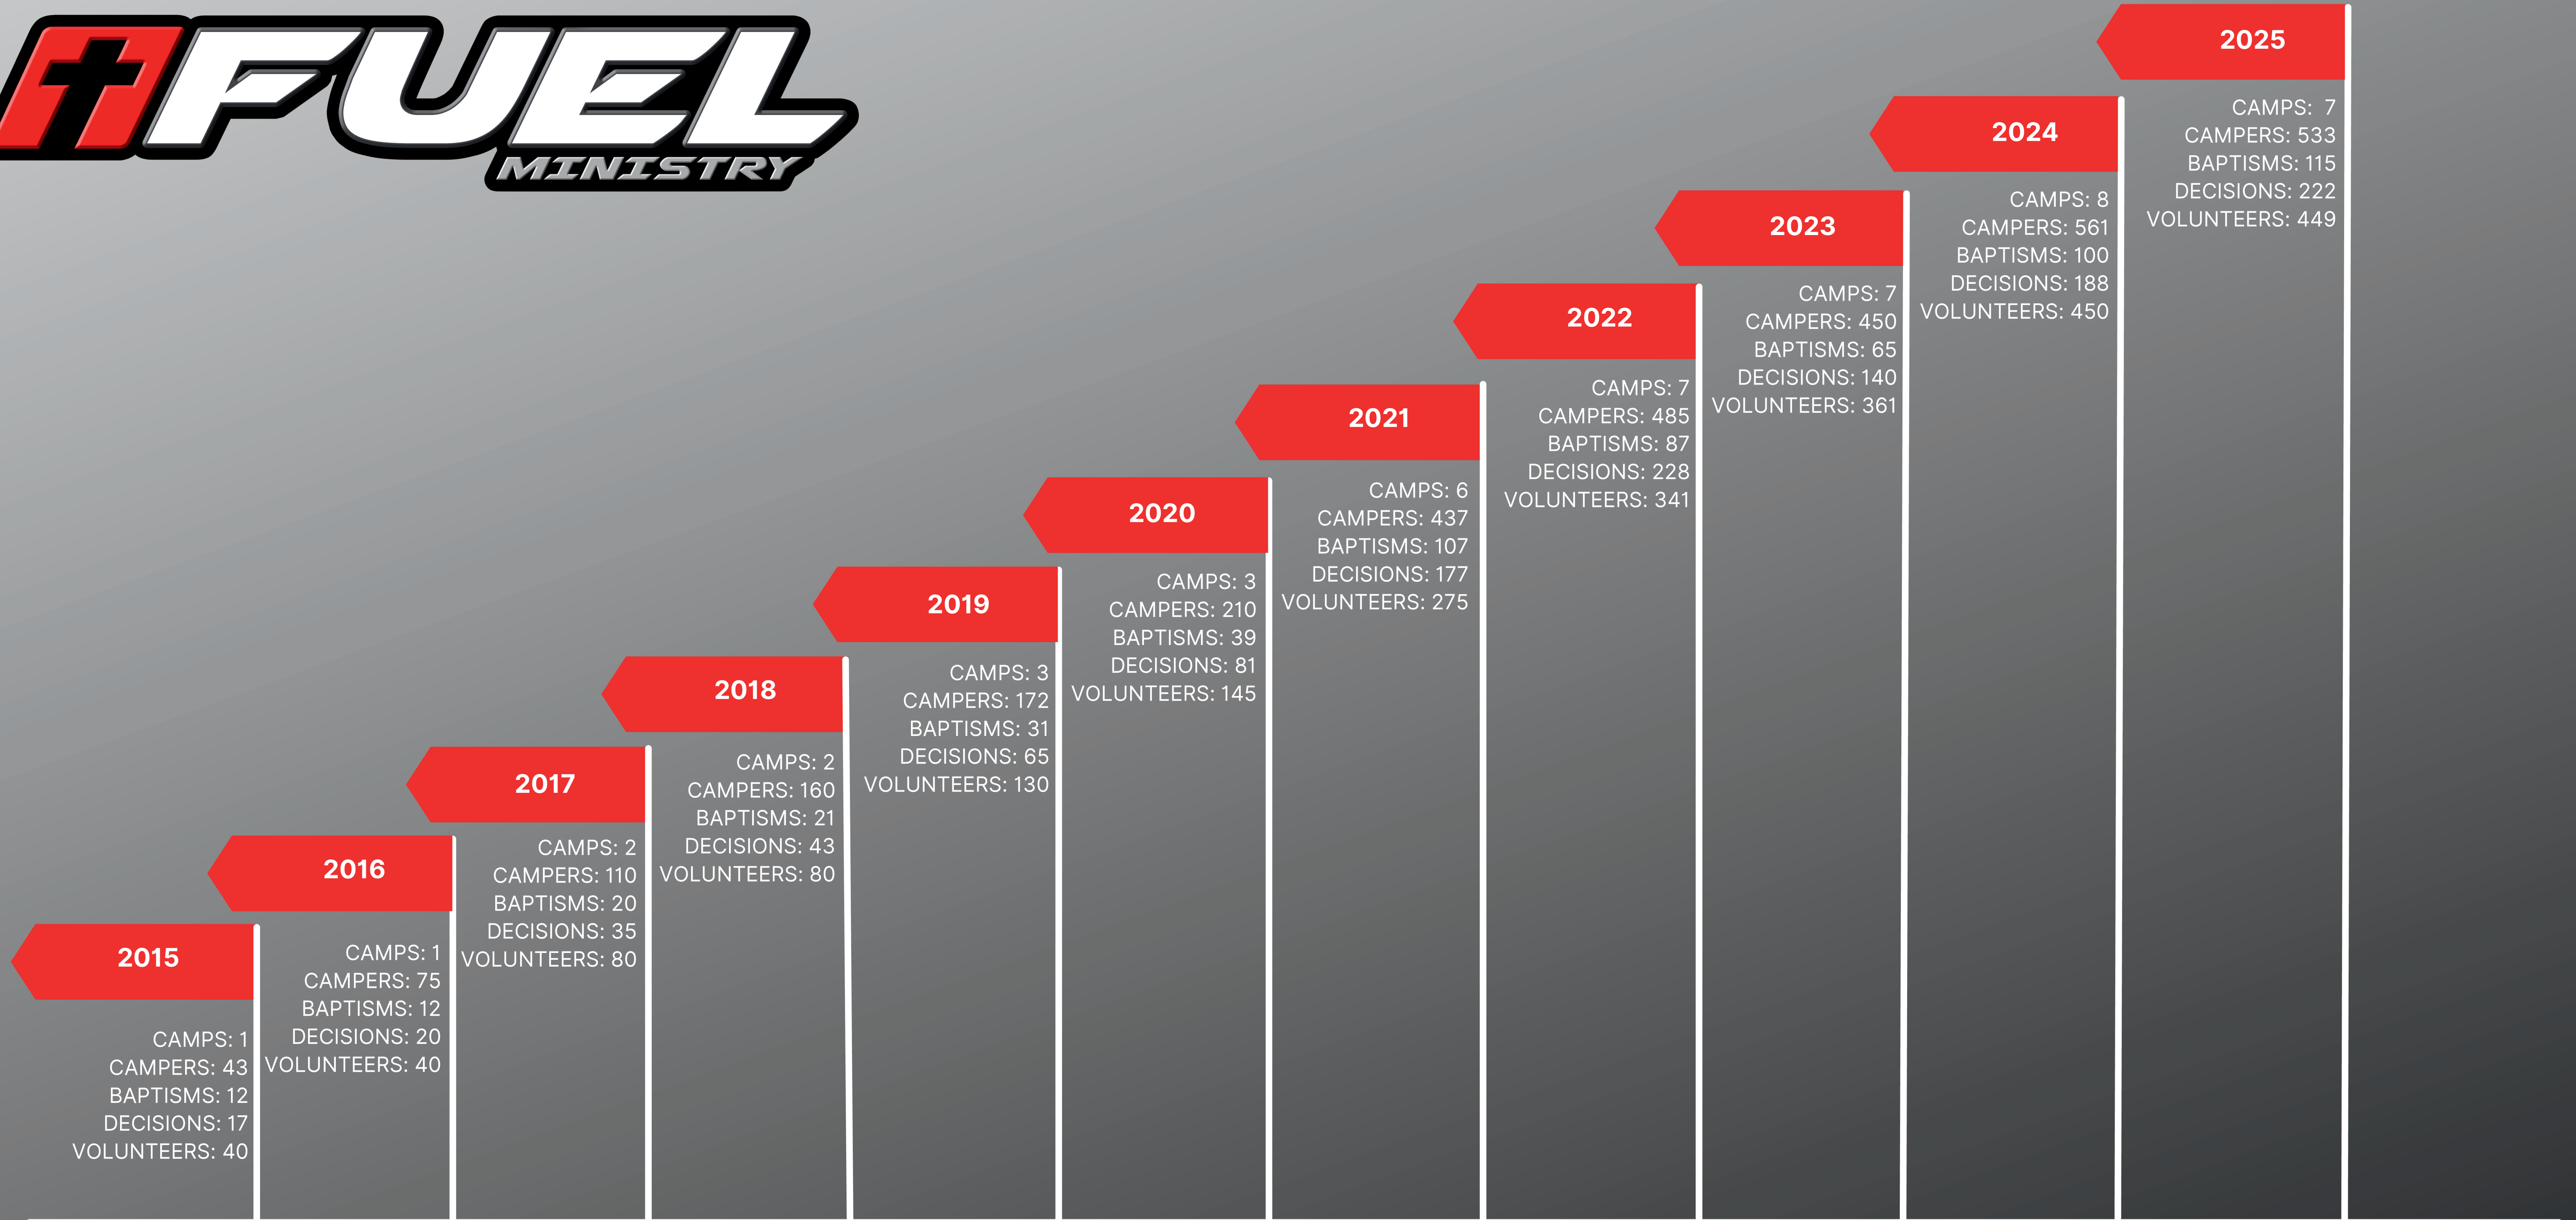 FUEL
MINISTRY
2015
CAMPS: 1
CAMPERS: 43
BAPTISMS: 12
DECISIONS: 17
VOLUNTEERS: 40
2016
CAMPS: 1
CAMPERS: 75
BAPTISMS: 12
DECISIONS: 20
VOLUNTEERS: 40
2017
CAMPS: 2
CAMPERS: 110
BAPTISMS: 20
DECISIONS: 35
VOLUNTEERS: 80
2018
CAMPS: 2
CAMPERS: 160
BAPTISMS: 21
DECISIONS: 43
VOLUNTEERS: 80
2019
CAMPS: 3
CAMPERS: 172
BAPTISMS: 31
DECISIONS: 65
VOLUNTEERS: 130
2020
CAMPS: 3
CAMPERS: 210
BAPTISMS: 39
DECISIONS: 81
VOLUNTEERS: 145
2021
CAMPS: 6
CAMPERS: 437
BAPTISMS: 107
DECISIONS: 177
VOLUNTEERS: 275
2022
CAMPS: 7
CAMPERS: 485
BAPTISMS: 87
DECISIONS: 228
VOLUNTEERS: 341
2023
CAMPS: 7
CAMPERS: 450
BAPTISMS: 65
DECISIONS: 140
VOLUNTEERS: 361
2024
CAMPS: 8
CAMPERS: 561
BAPTISMS: 100
DECISIONS: 188
VOLUNTEERS: 450
2025
CAMPS: 7
CAMPERS: 533
BAPTISMS: 115
DECISIONS: 222
VOLUNTEERS: 449